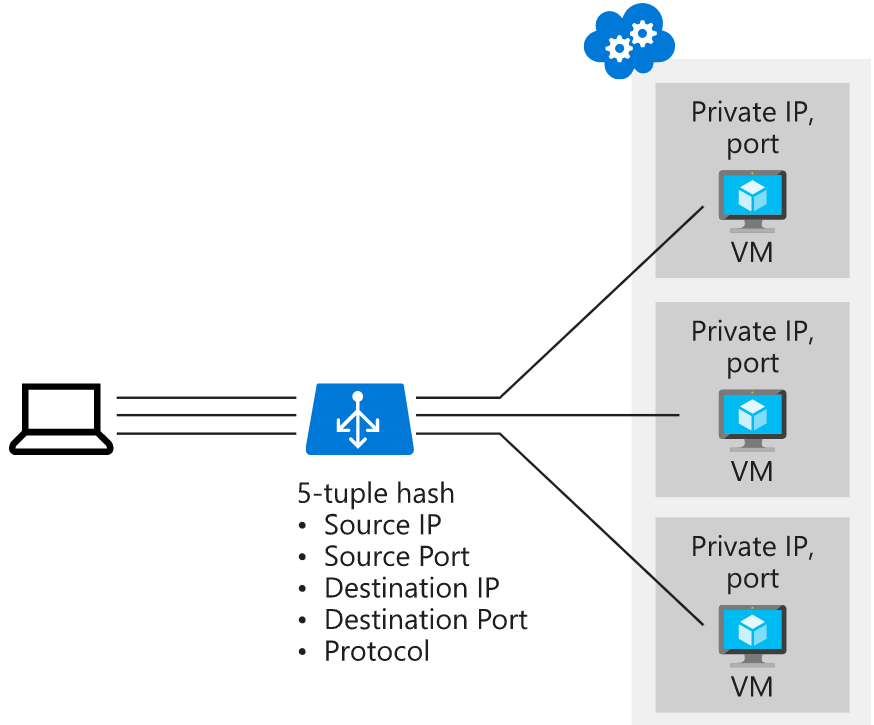 Private IP,
port
VM
Private IP,
port
VM
5-tuple hash
• Source IP
• Source Port
• Destination IP
• Destination Port
• Protocol
Private IP,
port
VM